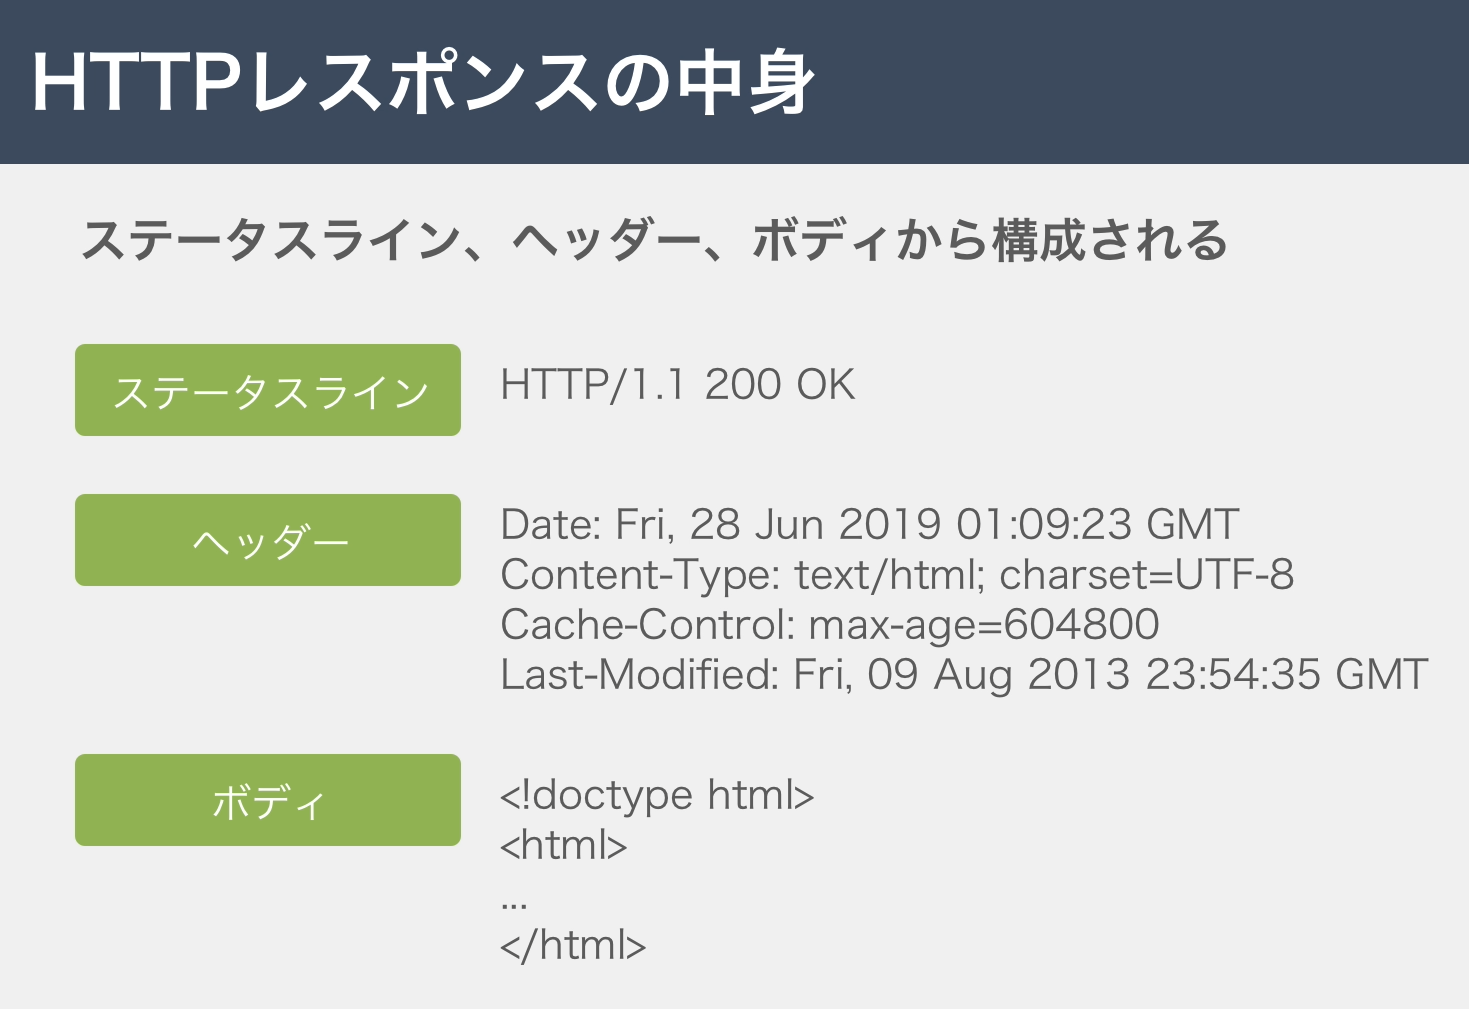 HTTPレスポンスの中身
ステータスライン、ヘッダー、ボディから構成される
ステータスライン
HTTP/1.1 200 OK
ヘッダー
Date: Fri, 28 Jun 2019 01:09:23 GMT
Content-Type: text/html; charset=UTF-8
Cache-Control: max-age=604800
Last-Modified: Fri, 09 Aug 2013 23:54:35 GMT
ボディ
<!doctype html>
<html>
...
</html>